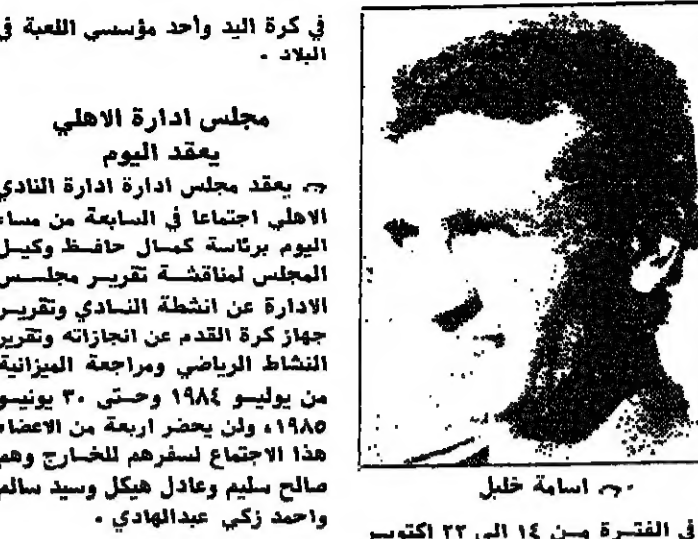 في كرة اليد وأحد مؤسسي اللعبة في
البلاد .
مجلس ادارة الاهلي
يعقد اليوم
يعقد مجلس ادارة ادارة النادي
الاهلي اجتماعا في السابعة من مساء
اليوم برئاسة كمال حافظ وكيل
المجلس لمناقشة تقرير مجلس
الادارة عن انشطة النادي وتقرير
جهاز كرة القدم عن انجازاته وتقرير
النشاط الرياضي ومراجعة الميزانية
من يوليو ١٩٨٤ وحتى ٣٠ يونيو
١٩٨٥، ولن يحضر اربعة من الاعضاء
هذا الاجتماع لسفرهم للخارج وهم
صالح سليم وعادل هيكل وسيد سالم
واحمد زكي عبدالهادي .
اسامة خليل
في الفترة من ١٤ الى ٢٣ اكتوبر